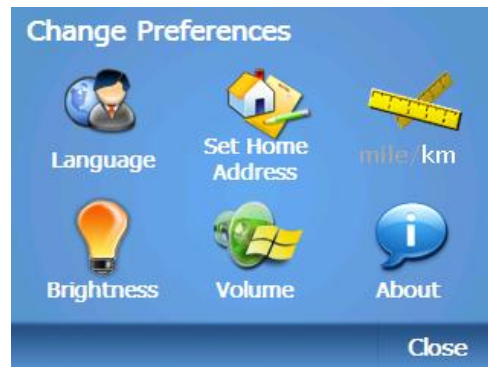 Change Preferences
Language
Set Home
Address
mile/km
Brightness
Volume
About
Close